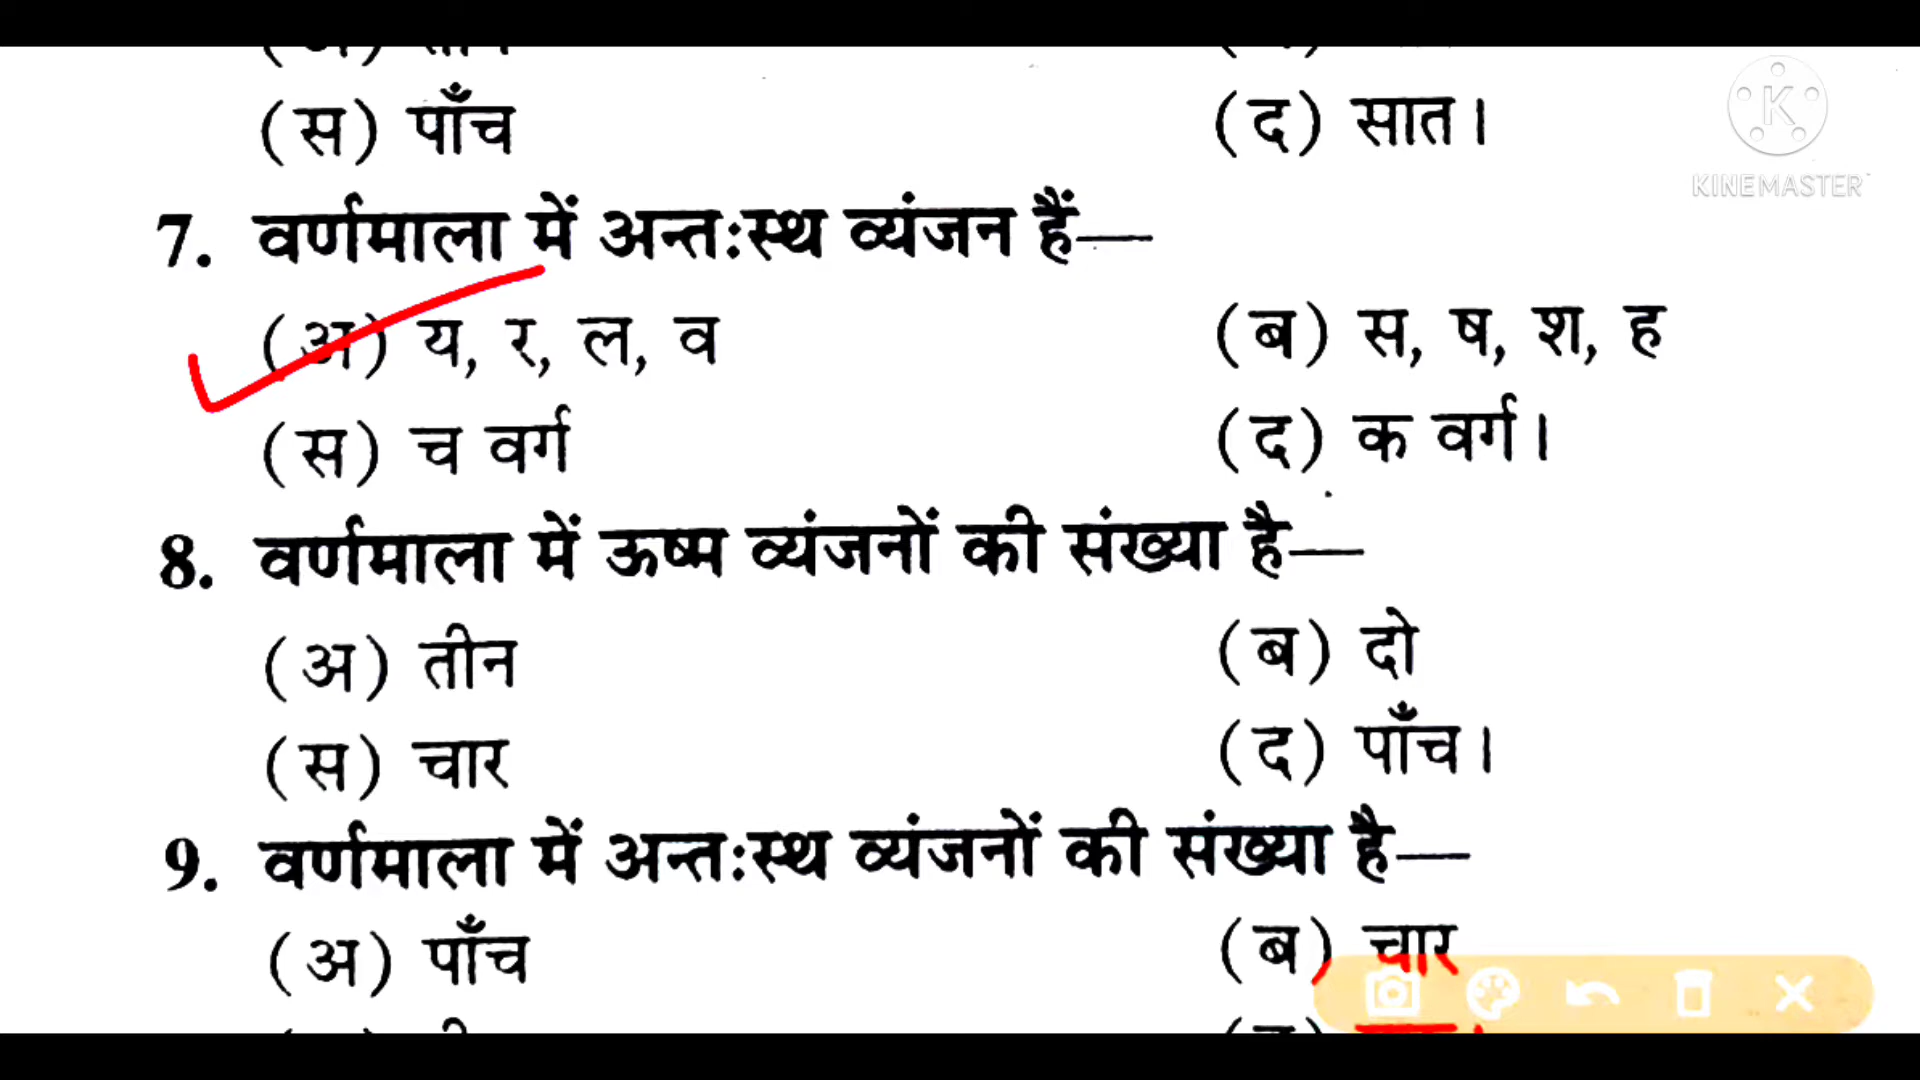 (स) पाँच (द) सात।
KINEMASTER
7. वर्णमाला में अन्तःस्थ व्यंजन हैं—
(अ) य, र, ल, व (ब) स, ष, श, ह
(स) च वर्ग (द) क वर्ग।
8. वर्णमाला में ऊष्म व्यंजनों की संख्या है—
(अ) तीन (ब) दो
(स) चार (द) पाँच।
9. वर्णमाला में अन्तःस्थ व्यंजनों की संख्या है—
(अ) पाँच (ब) चार